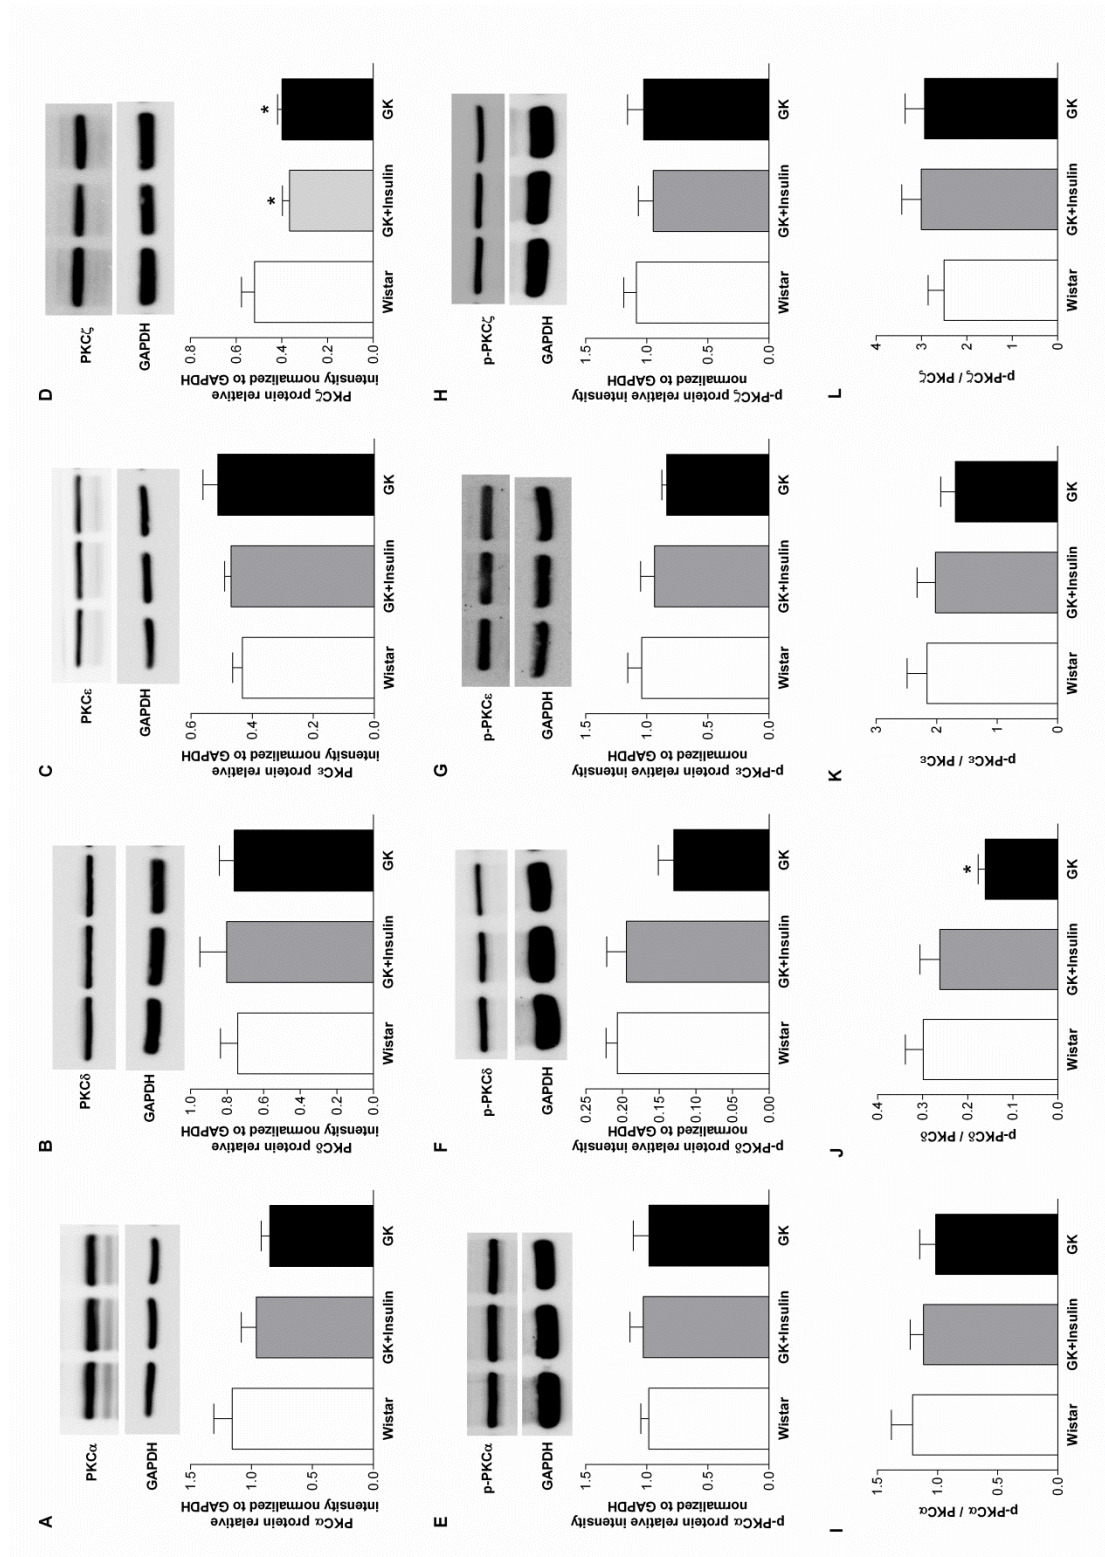 A
PKCα
GAPDH
PKCα protein relative
intensity normalized to GAPDH
1.5
1.0
0.5
0.0
Wistar
GK+Insulin
GK
B
PKCδ
GAPDH
PKCδ protein relative
intensity normalized to GAPDH
1.0
0.8
0.6
0.4
0.2
0.0
Wistar
GK+Insulin
GK
C
PKCε
GAPDH
PKCε protein relative
intensity normalized to GAPDH
0.6
0.4
0.2
0.0
Wistar
GK+Insulin
GK
D
PKCζ
GAPDH
PKCζ protein relative
intensity normalized to GAPDH
0.8
0.6
0.4
0.2
0.0
*
*
Wistar
GK+Insulin
GK
E
p-PKCα
GAPDH
p-PKCα protein relative intensity
normalized to GAPDH
1.5
1.0
0.5
0.0
Wistar
GK+Insulin
GK
F
p-PKCδ
GAPDH
p-PKCδ protein relative intensity
normalized to GAPDH
0.25
0.20
0.15
0.10
0.05
0.00
Wistar
GK+Insulin
GK
G
p-PKCε
GAPDH
p-PKCε protein relative intensity
normalized to GAPDH
1.5
1.0
0.5
0.0
Wistar
GK+Insulin
GK
H
p-PKCζ
GAPDH
p-PKCζ protein relative intensity
normalized to GAPDH
1.5
1.0
0.5
0.0
Wistar
GK+Insulin
GK
I
p-PKCα / PKCα
1.5
1.0
0.5
0.0
Wistar
GK+Insulin
GK
J
p-PKCδ / PKCδ
0.4
0.3
0.2
0.1
0.0
*
Wistar
GK+Insulin
GK
K
p-PKCε / PKCε
3
2
1
0
Wistar
GK+Insulin
GK
L
p-PKCζ / PKCζ
4
3
2
1
0
Wistar
GK+Insulin
GK